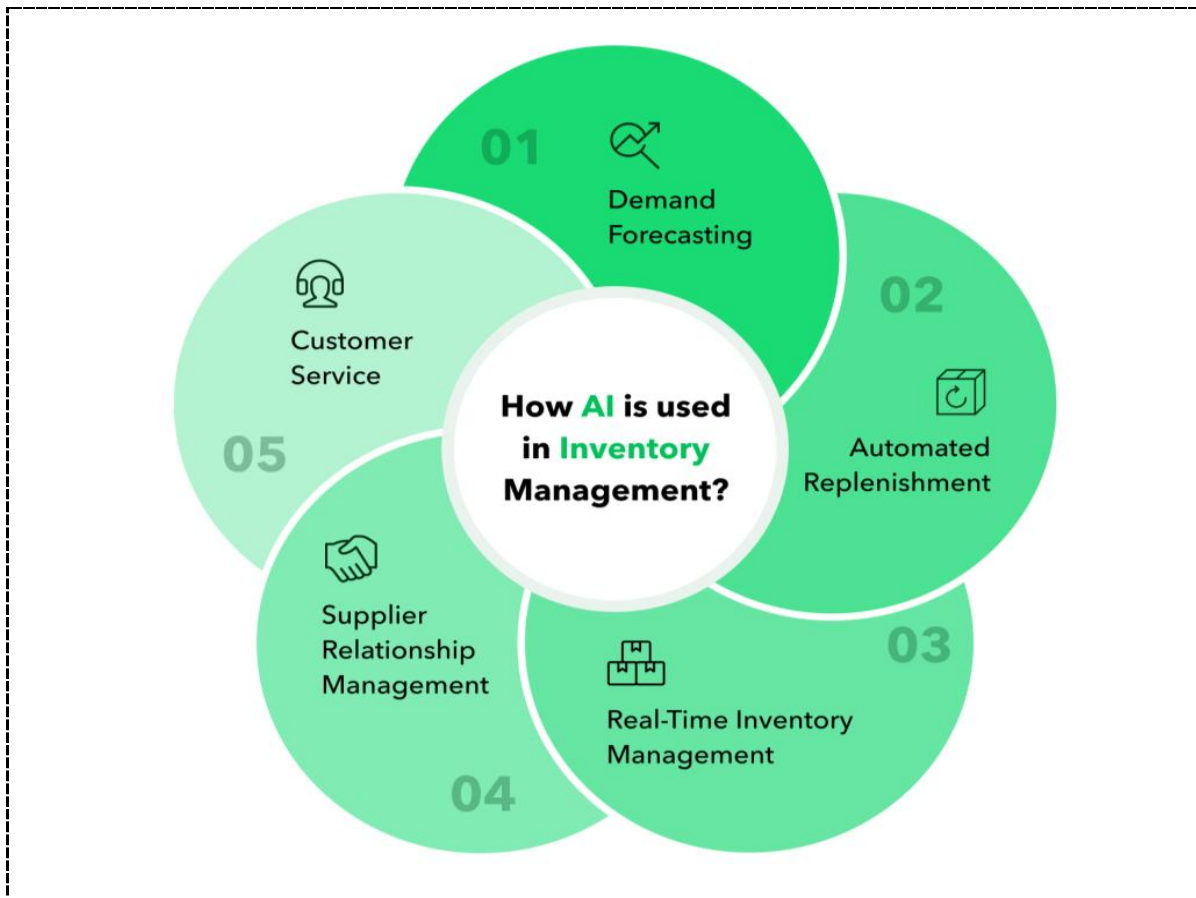 How AI is used
in Inventory
Management?
01
Demand
Forecasting
02
Automated
Replenishment
03
Real-Time Inventory
Management
04
Supplier
Relationship
Management
05
Customer
Service